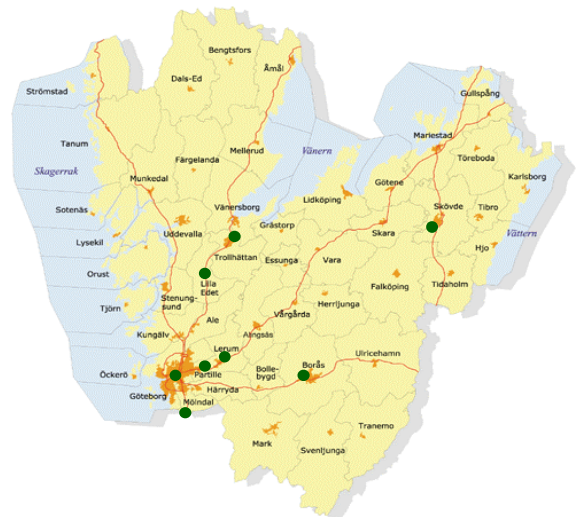 Bengtsfors
Åmål
Dals-Ed
Strömstad
Gullspång
Mariestad
Tanum
Mellerud
Vänern
Töreboda
Färgelanda
Skagerrak
Karlsborg
Munkedal
Götene
Lidköping
Vänersborg
Skövde
Tibro
Sotenäs
Grästorp
Uddevalla
Skara
Vättern
Lysekil
Hjo
Trollhättan
Essunga
Vara
Orust
Lilla
Edet
Falköping
Tidaholm
Stenung-
sund
Tjörn
Herrljunga
Vårgårda
Ale
Kungälv
Alingsås
Lerum
Ulricehamn
Borås
Bolle-
bygd
Öckerö
Partille
Härryda
Göteborg
Mölndal
Tranemo
Mark
Svenljunga